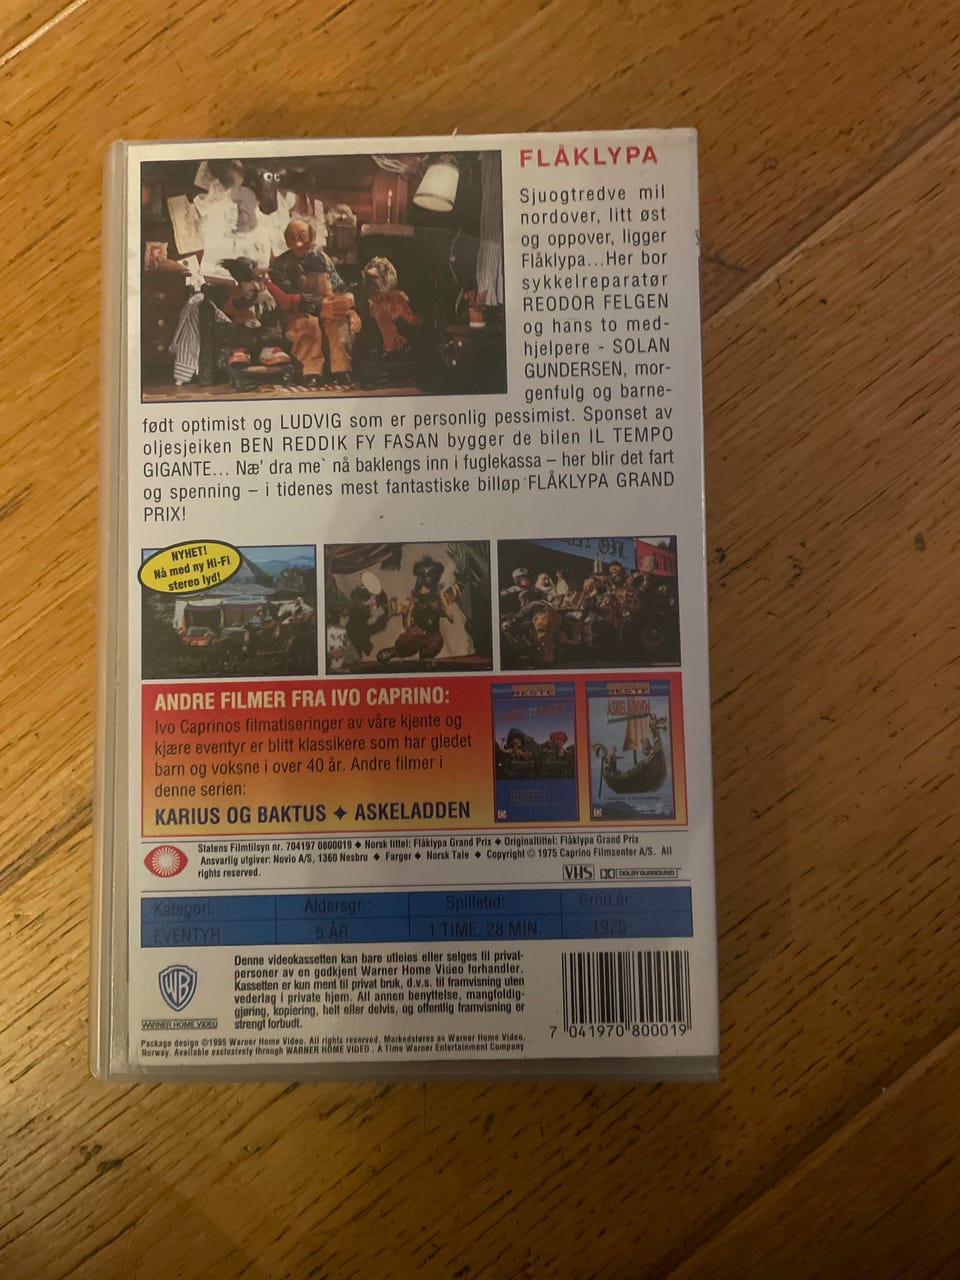 FLÅKLYPA
Sjuogtredve mil
nordover, litt øst
og oppover, ligger
Flåklypa...Her bor
sykkelreparatør
REODOR FELGEN
og hans to med-
hjelpere - SOLAN
GUNDERSEN, mor-
genfulg og barne-
født optimist og LUDVIG som er personlig pessimist. Sponset av
oljesjeiken BEN REDDIK FY FASAN bygger de bilen IL TEMPO
GIGANTE... Næ' dra me` nå baklengs inn i fuglekassa – her blir det fart
og spenning – i tidenes mest fantastiske billøp 'FLÅKLYPA GRAND
PRIX!
NYHET!
Nå med ny Hi-Fi
stereo lyd!
ANDRE FILMER FRA IVO CAPRINO:
Ivo Caprinos filmatiseringer av våre kjente og
kjære eventyr er blitt klassikere som har gledet
barn og voksne i over 40 år. Andre filmer i
denne serien:
KARIUS OG BAKTUS ✦ ASKELADDEN
BESTE
BESTE
ASKELADDEN
Statens Filmtilsyn nr. 704197 0800019 ◆ Norsk tittel: Flåklypa Grand Prix ◆ Originaltittel: Flåklypa Grand Prix
Ansvarlig utgiver: Novio A/S, 1360 Nesbru ◆ Farger ◆ Norsk Tale ◆ Copyright © 1975 Caprino Filmsenter A/S. All
rights reserved.
VHS DOLBY SURROUND
Kategori: Aldersgr.: Spilletid: Prod.år:
EVENTYR 5 ÅR 1 TIME, 28 MIN. 1975
Denne videokassetten kan bare utleies eller selges til privat-
personer av en godkjent Warner Home Video forhandler.
Kassetten er kun ment til privat bruk, d.v.s. til framvisning uten
vederlag i private hjem. All annen benyttelse, mangfoldig-
gjøring, kopiering, helt eller delvis, og offentlig framvisning er
strengt forbudt.
WB
WARNER HOME VIDEO
7 041970 800019
Package design ©1995 Warner Home Video. All rights reserved. Markedsføres av Warner Home Video,
Norway. Available exclusively through WARNER HOME VIDEO . A Time Warner Entertainment Company